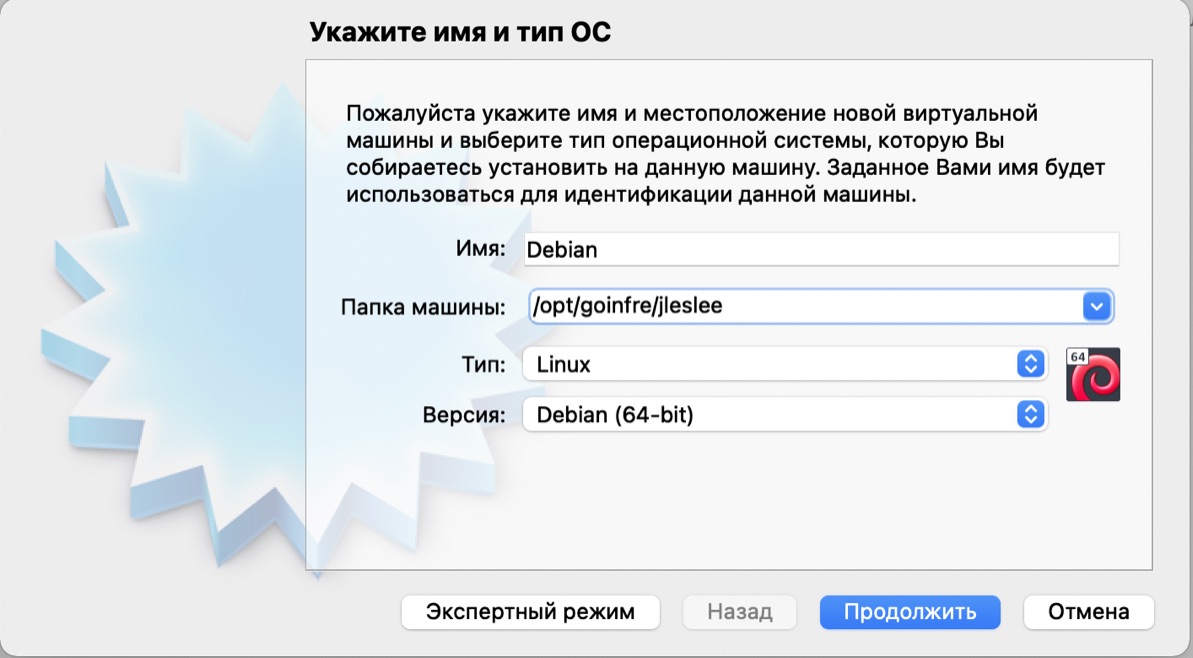 Укажите имя и тип ОС
Пожалуйста укажите имя и местоположение новой виртуальной
машины и выберите тип операционной системы, которую Вы
собираетесь установить на данную машину. Заданное Вами имя будет
использоваться для идентификации данной машины.
Имя: Debian
Папка машины: /opt/goinfre/jleslee
Тип: Linux
64
Версия: Debian (64-bit)
Экспертный режим Назад Продолжить Отмена